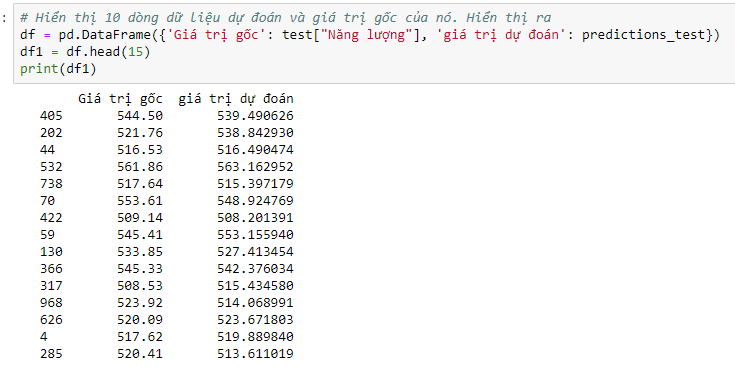 : # Hiển thị 10 dòng dữ liệu dự đoán và giá trị gốc của nó. Hiển thị ra
df = pd.DataFrame({'Giá trị gốc': test["Năng lượng"], 'giá trị dự đoán': predictions_test})
df1 = df.head(15)
print(df1)
Giá trị gốc giá trị dự đoán
405 544.50 539.490626
202 521.76 538.842930
44 516.53 516.490474
532 561.86 563.162952
738 517.64 515.397179
70 553.61 548.924769
422 509.14 508.201391
59 545.41 553.155940
130 533.85 527.413454
366 545.33 542.376034
317 508.53 515.434580
968 523.92 514.068991
626 520.09 523.671803
4 517.62 519.889840
285 520.41 513.611019